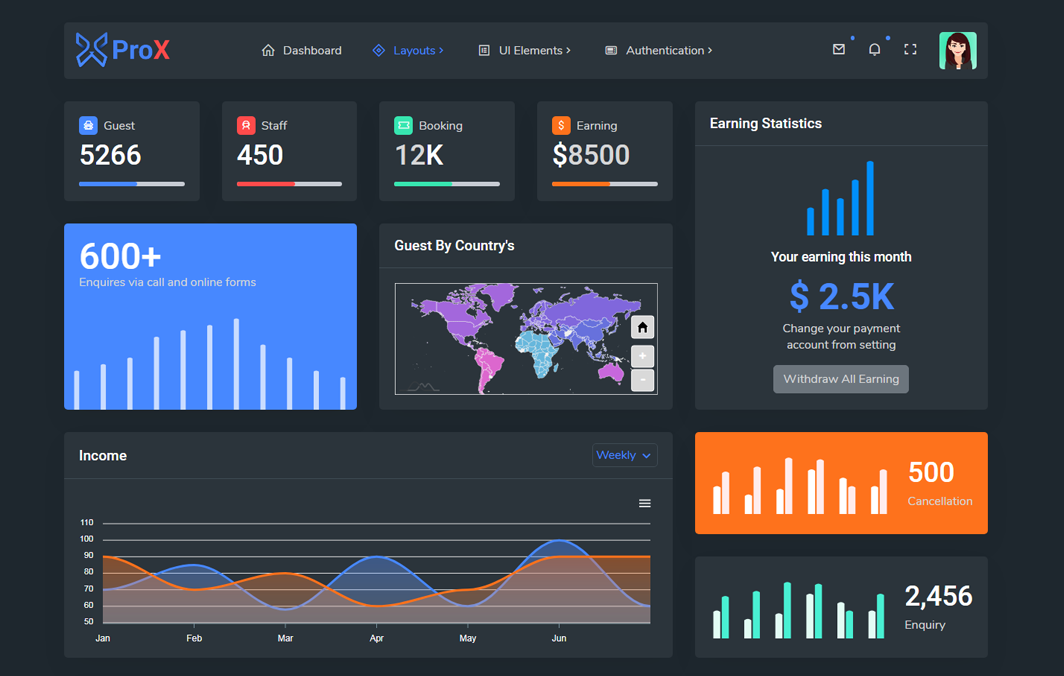 ProX
Dashboard
Layouts
UI Elements
Authentication
Guest
5266
Staff
450
Booking
12K
Earning
$8500
Earning Statistics
Your earning this month
$ 2.5K
Change your payment
account from setting
Withdraw All Earning
600+
Enquires via call and online forms
Guest By Country's
+
-
Income
Weekly
110
100
90
80
70
60
50
Jan
Feb
Mar
Apr
May
Jun
500
Cancellation
2,456
Enquiry